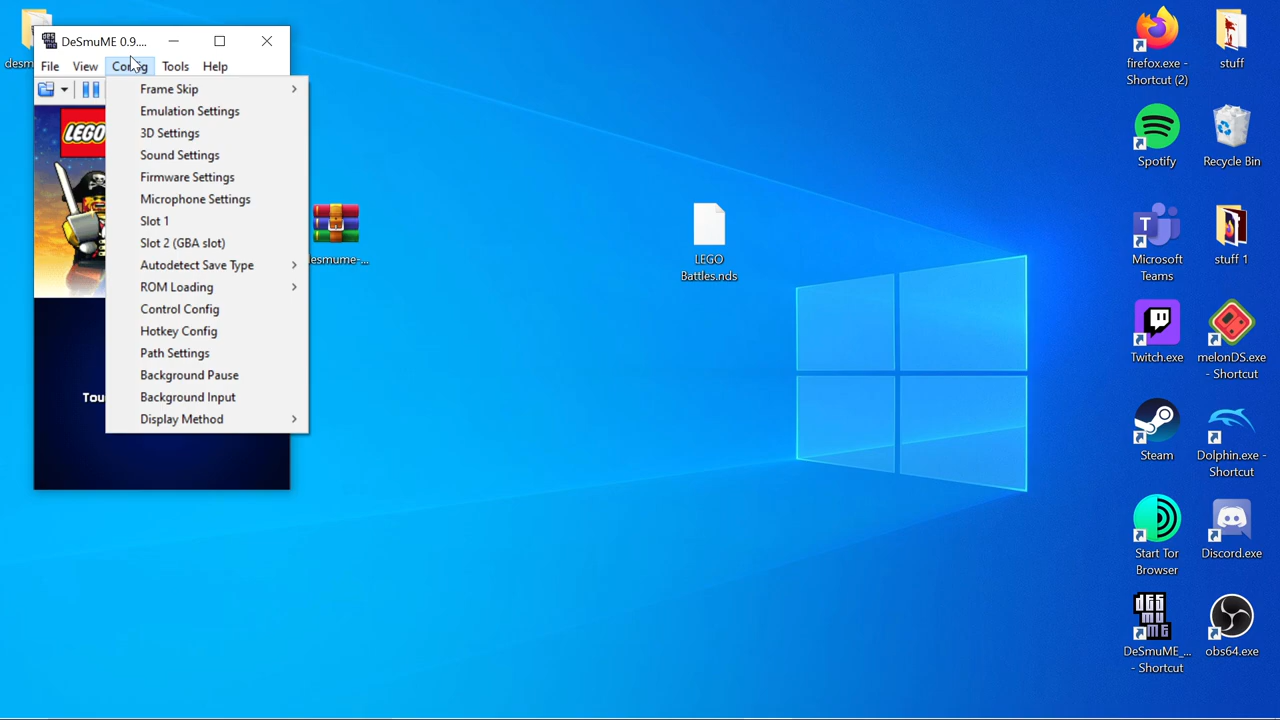 DeSmuME 0.9....
File View Config Tools Help
LEGO
Frame Skip
Emulation Settings
3D Settings
Sound Settings
Firmware Settings
Microphone Settings
Slot 1
Slot 2 (GBA slot)
Autodetect Save Type
ROM Loading
Control Config
Hotkey Config
Path Settings
Background Pause
Background Input
Display Method
Tou
desm
desmume-...
LEGO
Battles.nds
firefox.exe -
Shortcut (2)
stuff
Spotify
Recycle Bin
Microsoft
Teams
stuff 1
Twitch.exe
melonDS.exe
- Shortcut
Steam
Dolphin.exe -
Shortcut
Start Tor
Browser
Discord.exe
DeSmuME_...
- Shortcut
obs64.exe